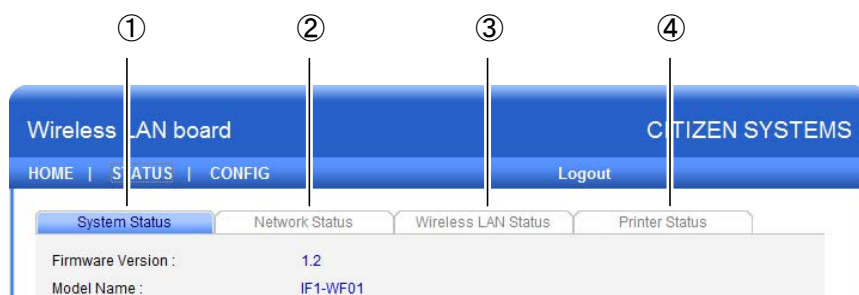 ① ② ③ ④
Wireless LAN board CITIZEN SYSTEMS
HOME | STATUS | CONFIG Logout
System Status Network Status Wireless LAN Status Printer Status
Firmware Version : 1.2
Model Name : IF1-WF01